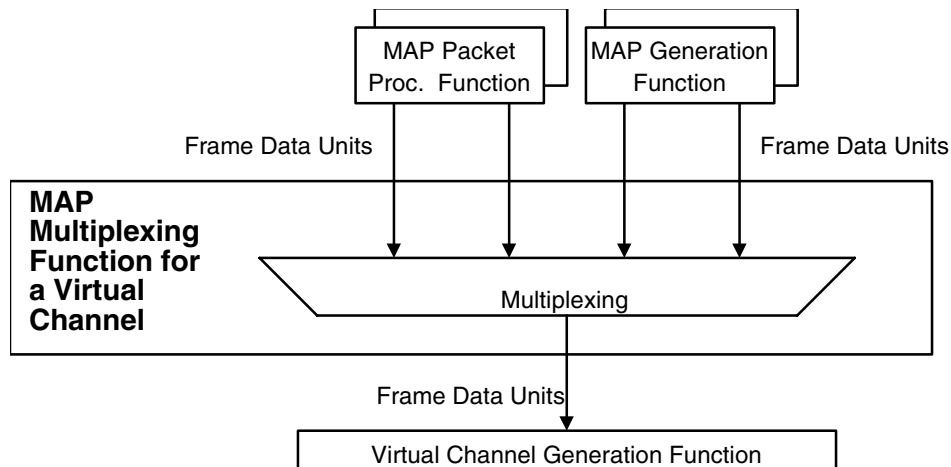 MAP Packet
Proc. Function
MAP Generation
Function
Frame Data Units
Frame Data Units
MAP
Multiplexing
Function for
a Virtual
Channel
Multiplexing
Frame Data Units
Virtual Channel Generation Function